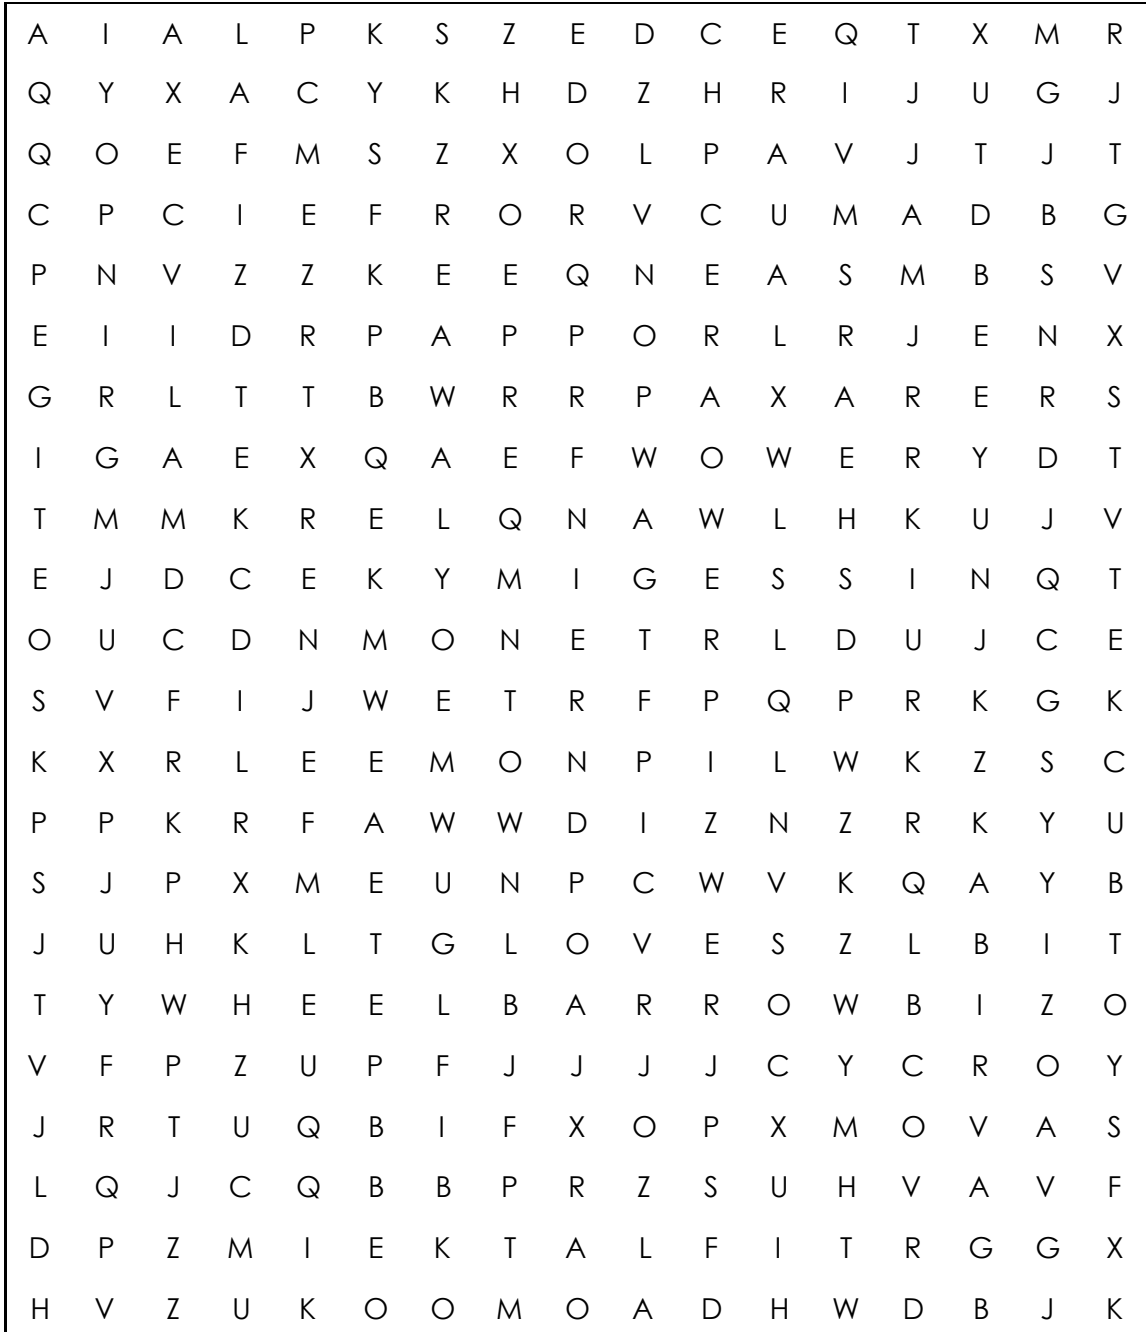 A I A L P K S Z E D C E Q T X M R
Q Y X A C Y K H D Z H R I J U G J
Q O E F M S Z X O L P A V J T J T
C P C I E F R O R V C U M A D B G
P N V Z Z K E E Q N E A S M B S V
E I I D R P A P P O R L R J E N X
G R L T T B W R R P A X A R E R S
I G A E X Q A E F W O W E R Y D T
T M M K R E L Q N A W L H K U J V
E J D C E K Y M I G E S S I N Q T
O U C D N M O N E T R L D U J C E
S V F I J W E T R F P Q P R K G K
K X R L E E M O N P I L W K Z S C
P P K R F A W W D I Z N Z R K Y U
S J P X M E U N P C W V K Q A Y B
J U H K L T G L O V E S Z L B I T
T Y W H E E L B A R R O W B I Z O
V F P Z U P F J J J J C Y C R O Y
J R T U Q B I F X O P X M O V A S
L Q J C Q B B P R Z S U H V A V F
D P Z M I E K T A L F I T R G G X
H V Z U K O O M O A D H W D B J K